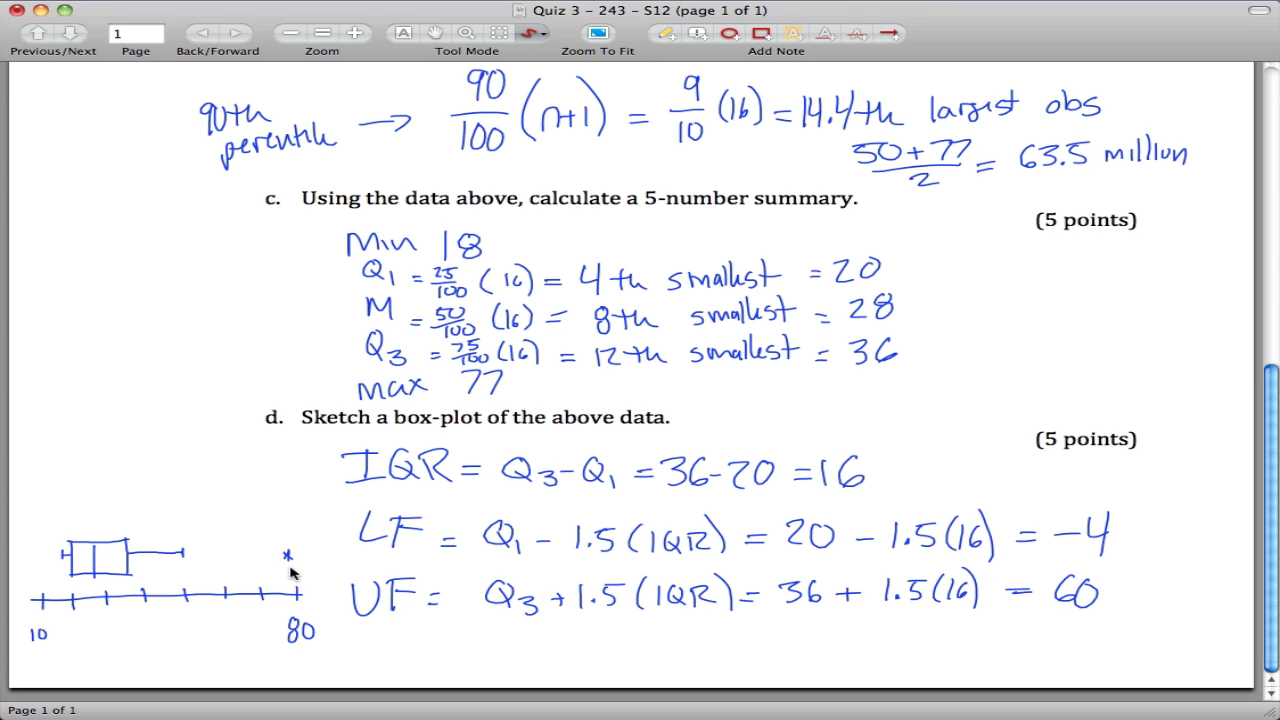 Quiz 3 - 243 - S12 (page 1 of 1)
1
Previous/Next Page Back/Forward Zoom Tool Mode Zoom To Fit Add Note
90th perentile → 90/100 (n+1) = 9/10 (16) = 14.4th largest obs
50+77/2 = 63.5 million
c. Using the data above, calculate a 5-number summary.
(5 points)
Min 18
Q1 = 25/100 (16) = 4th smallest = 20
M = 50/100 (16) = 8th smallest = 28
Q3 = 75/100 (16) = 12th smallest = 36
max 77
d. Sketch a box-plot of the above data.
(5 points)
IQR = Q3 - Q1 = 36-20 = 16
LF = Q1 - 1.5 (IQR) = 20 - 1.5(16) = -4
UF = Q3 + 1.5 (IQR) = 36 + 1.5(16) = 60
10 80
Page 1 of 1